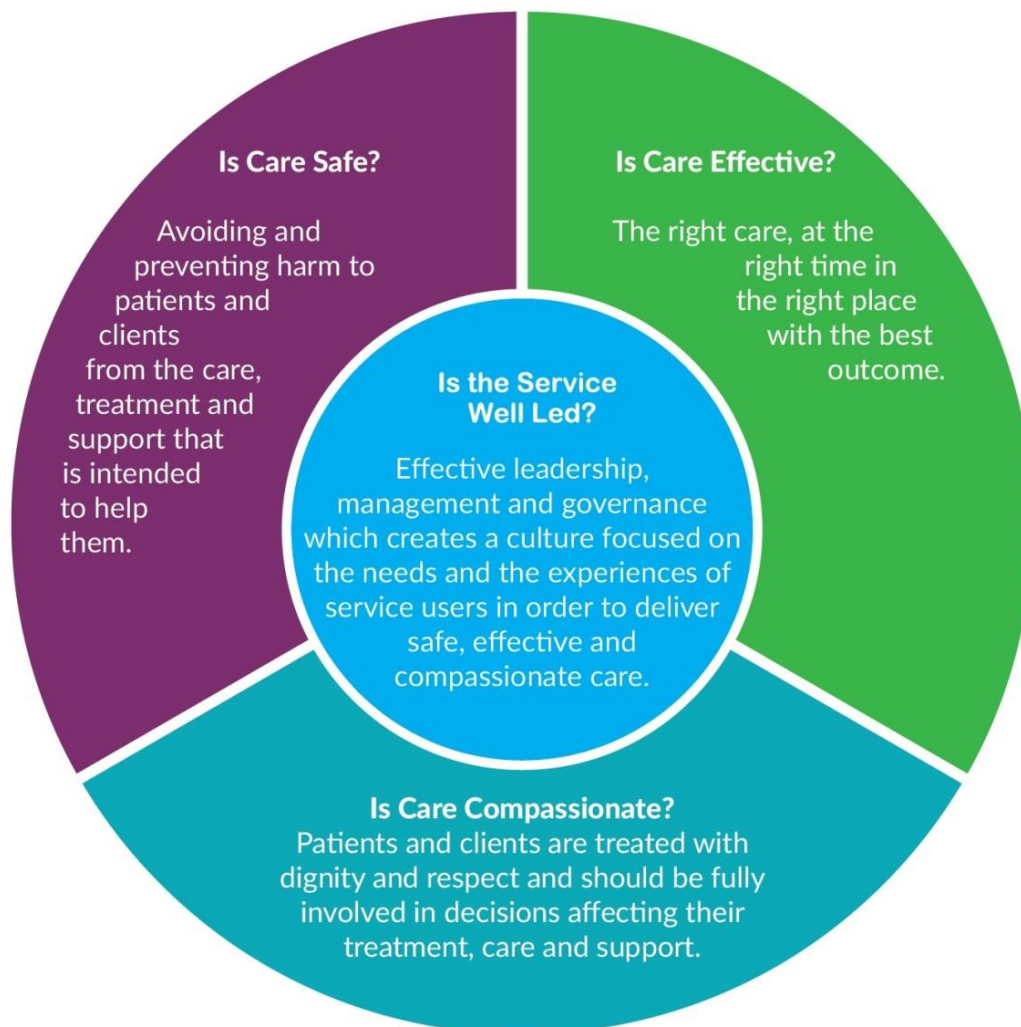 Is Care Safe?
Avoiding and
preventing harm to
patients and
clients
from the care,
treatment and
support that
is intended
to help
them.
Is Care Effective?
The right care, at the
right time in
the right place
with the best
outcome.
Is the Service
Well Led?
Effective leadership,
management and governance
which creates a culture focused on
the needs and the experiences of
service users in order to deliver
safe, effective and
compassionate care.
Is Care Compassionate?
Patients and clients are treated with
dignity and respect and should be fully
involved in decisions affecting their
treatment, care and support.